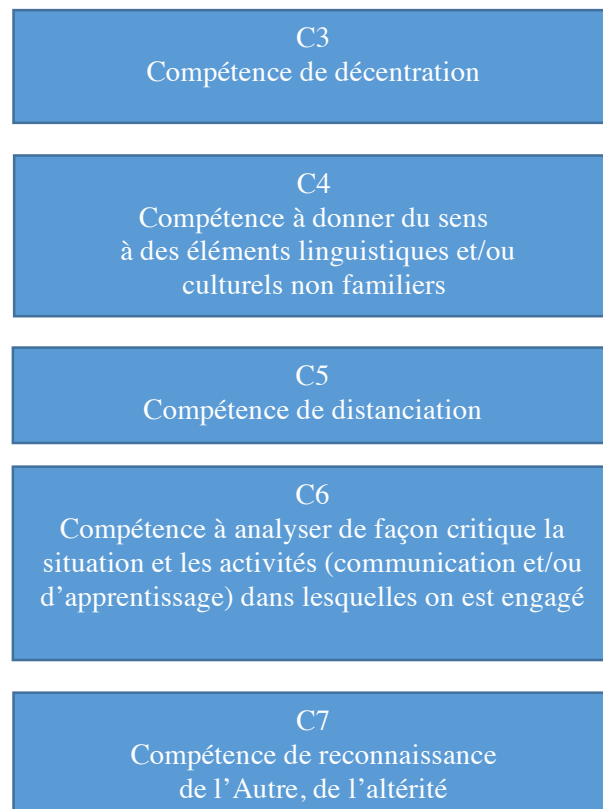 C3
Compétence de décentration
C4
Compétence à donner du sens
à des éléments linguistiques et/ou
culturels non familiers
C5
Compétence de distanciation
C6
Compétence à analyser de façon critique la
situation et les activités (communication et/ou
d’apprentissage) dans lesquelles on est engagé
C7
Compétence de reconnaissance
de l’Autre, de l’altérité